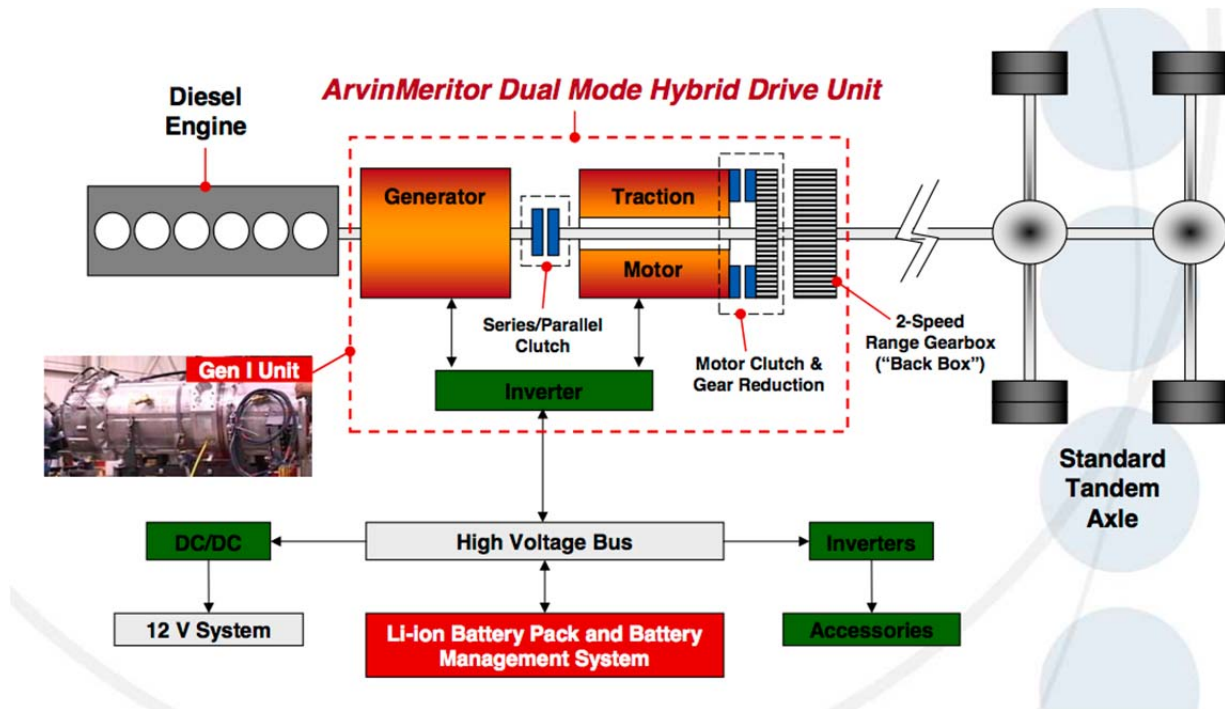 ArvinMeritor Dual Mode Hybrid Drive Unit
Diesel
Engine
Generator
Traction
Motor
Series/Parallel
Clutch
Motor Clutch &
Gear Reduction
2-Speed
Range Gearbox
(“Back Box”)
Gen I Unit
Inverter
Standard
Tandem
Axle
DC/DC
High Voltage Bus
Inverters
12 V System
Li-ion Battery Pack and Battery
Management System
Accessories